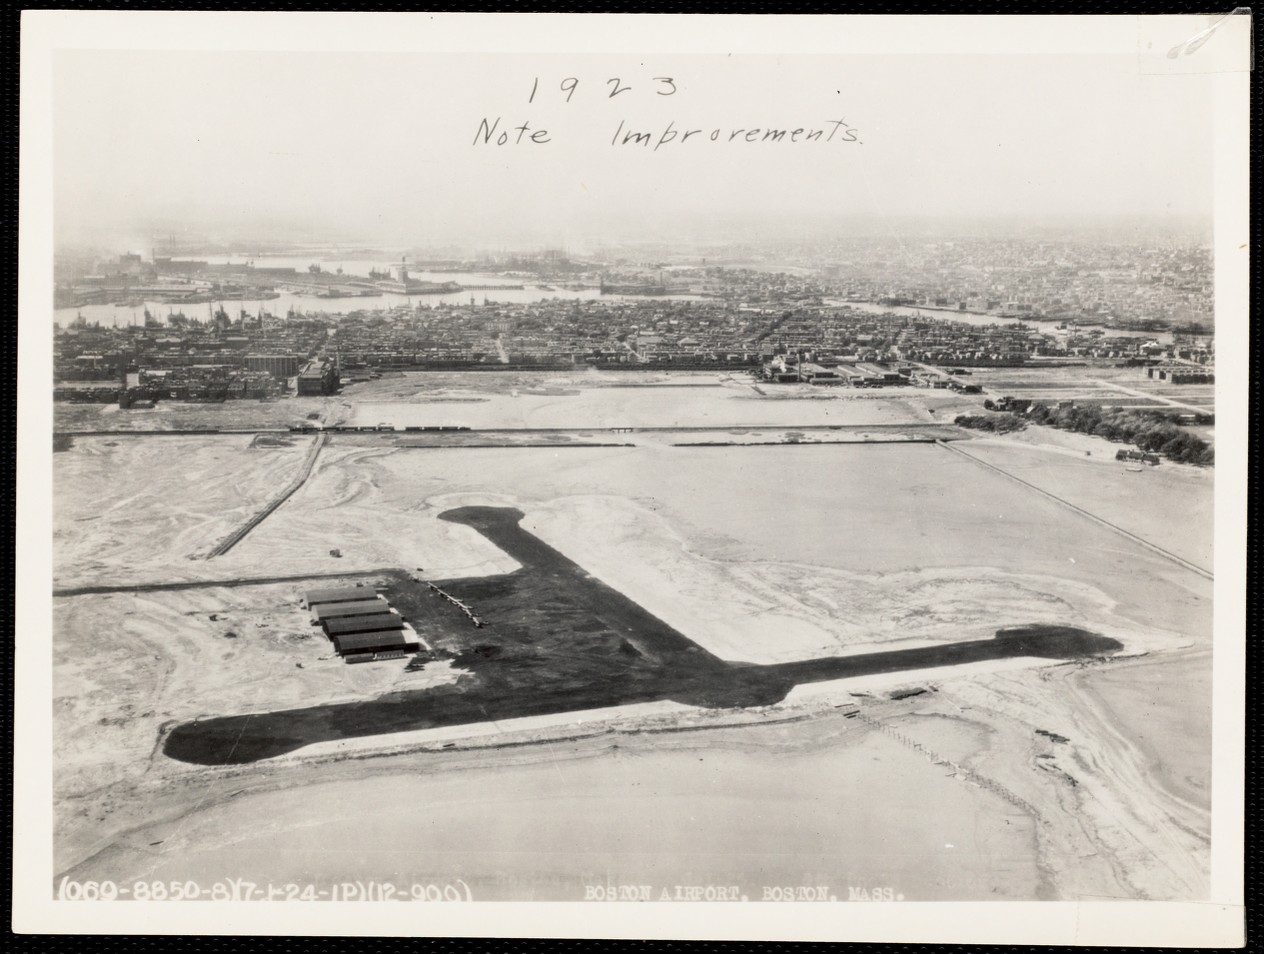 1923
Note Improvements.
(069-8850-8)(7-1-24-1P)(12-900)
BOSTON AIRPORT, BOSTON, MASS.